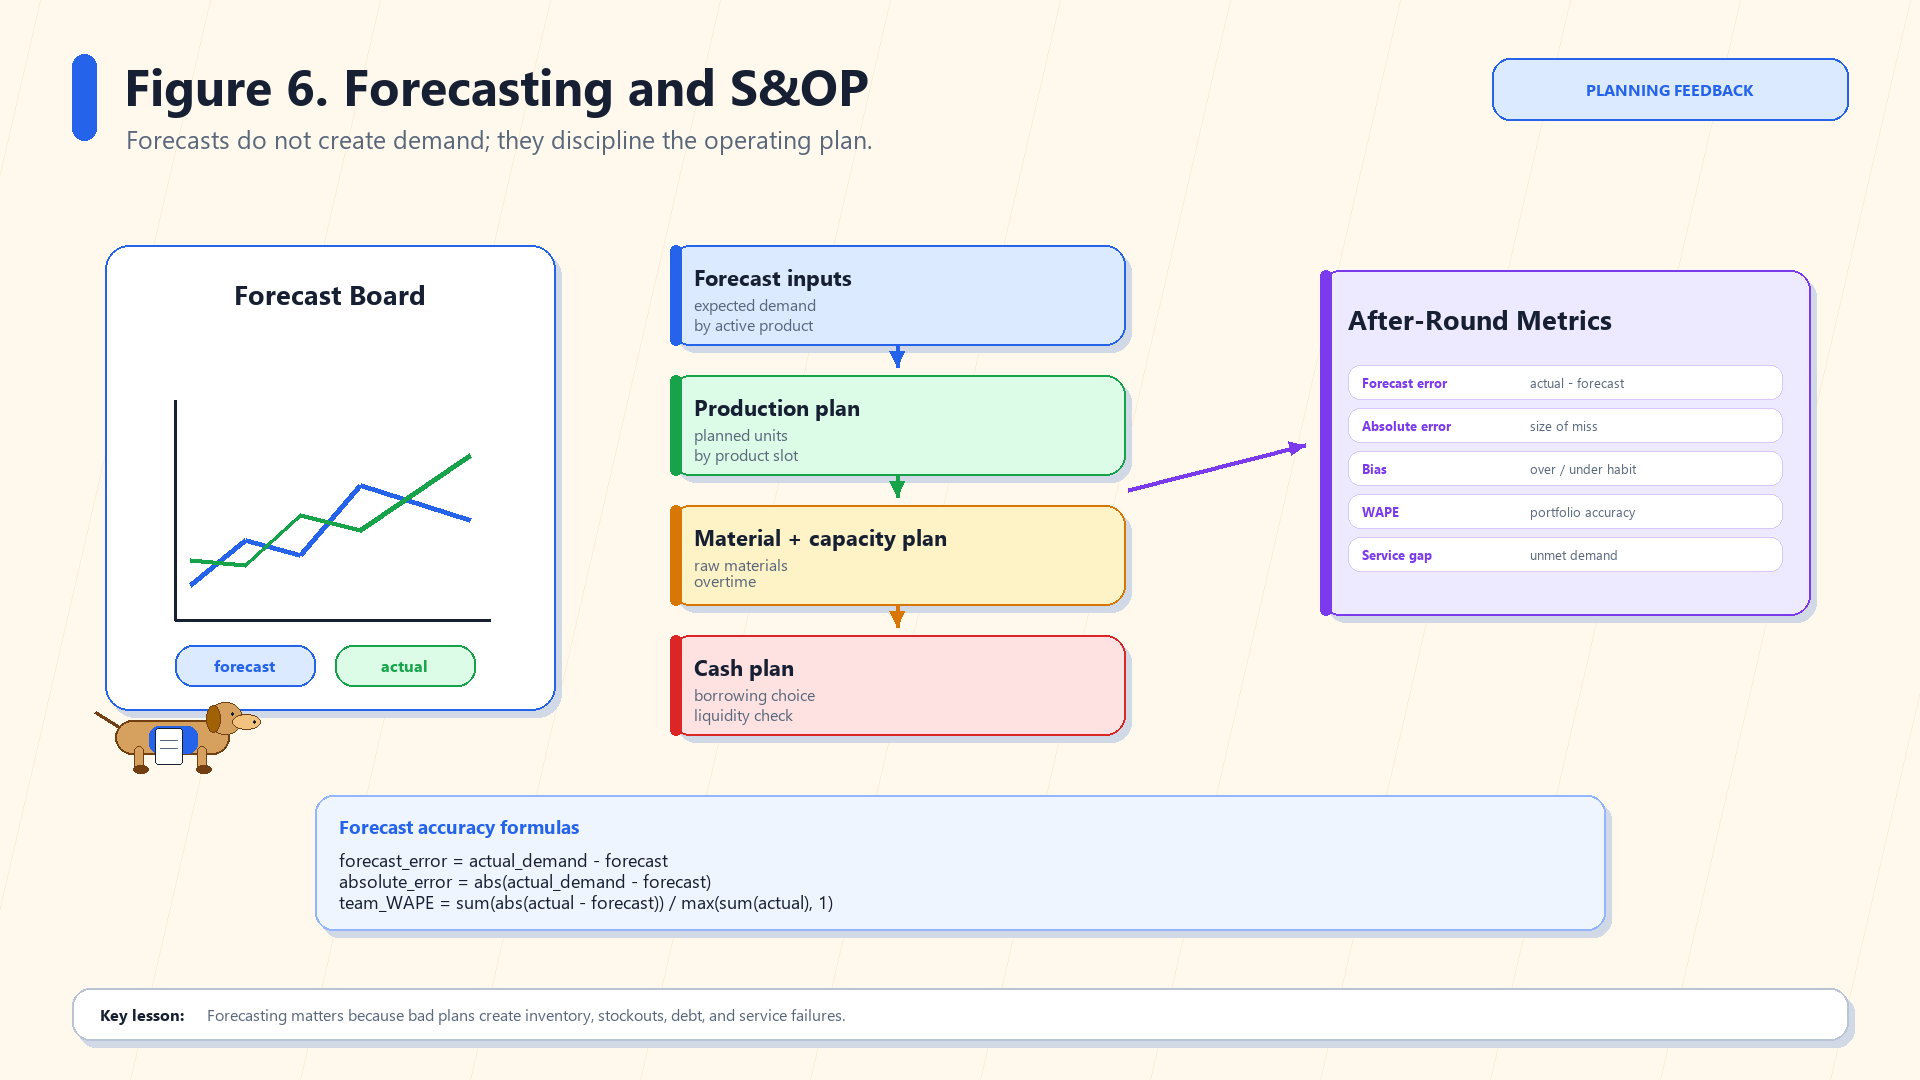 Figure 6. Forecasting and S&OP
Forecasts do not create demand; they discipline the operating plan.
PLANNING FEEDBACK
Forecast Board
forecast
actual
Forecast inputs
expected demand
by active product
Production plan
planned units
by product slot
Material + capacity plan
raw materials
overtime
Cash plan
borrowing choice
liquidity check
After-Round Metrics
Forecast error actual - forecast
Absolute error size of miss
Bias over / under habit
WAPE portfolio accuracy
Service gap unmet demand
Forecast accuracy formulas
forecast_error = actual_demand - forecast
absolute_error = abs(actual_demand - forecast)
team_WAPE = sum(abs(actual - forecast)) / max(sum(actual), 1)
Key lesson: Forecasting matters because bad plans create inventory, stockouts, debt, and service failures.